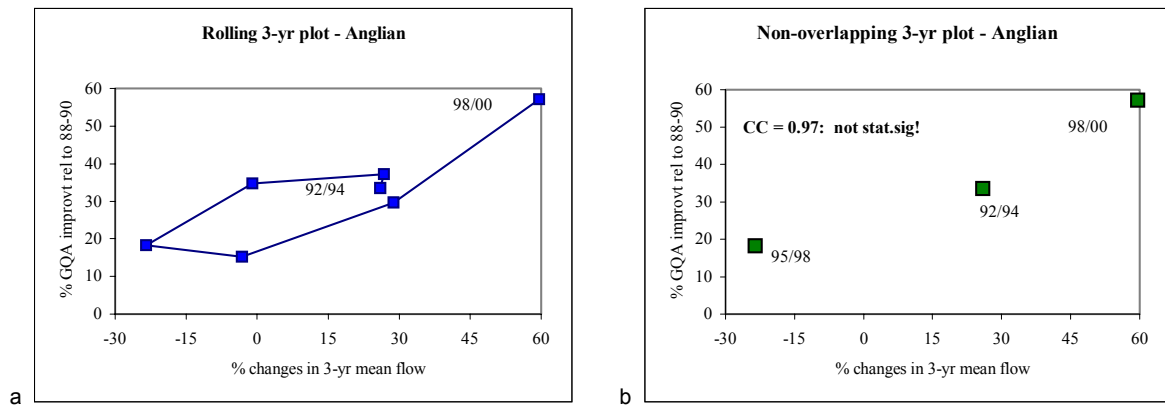 Rolling 3-yr plot - Anglian
% GQA improvt rel to 88-90
60
50
40
30
20
10
0
98/00
92/94
-30 -15 0 15 30 45 60
% changes in 3-yr mean flow
a
Non-overlapping 3-yr plot - Anglian
% GQA improvt rel to 88-90
60
50
40
30
20
10
0
CC = 0.97: not stat.sig!
98/00
92/94
95/98
-30 -15 0 15 30 45 60
% changes in 3-yr mean flow
b